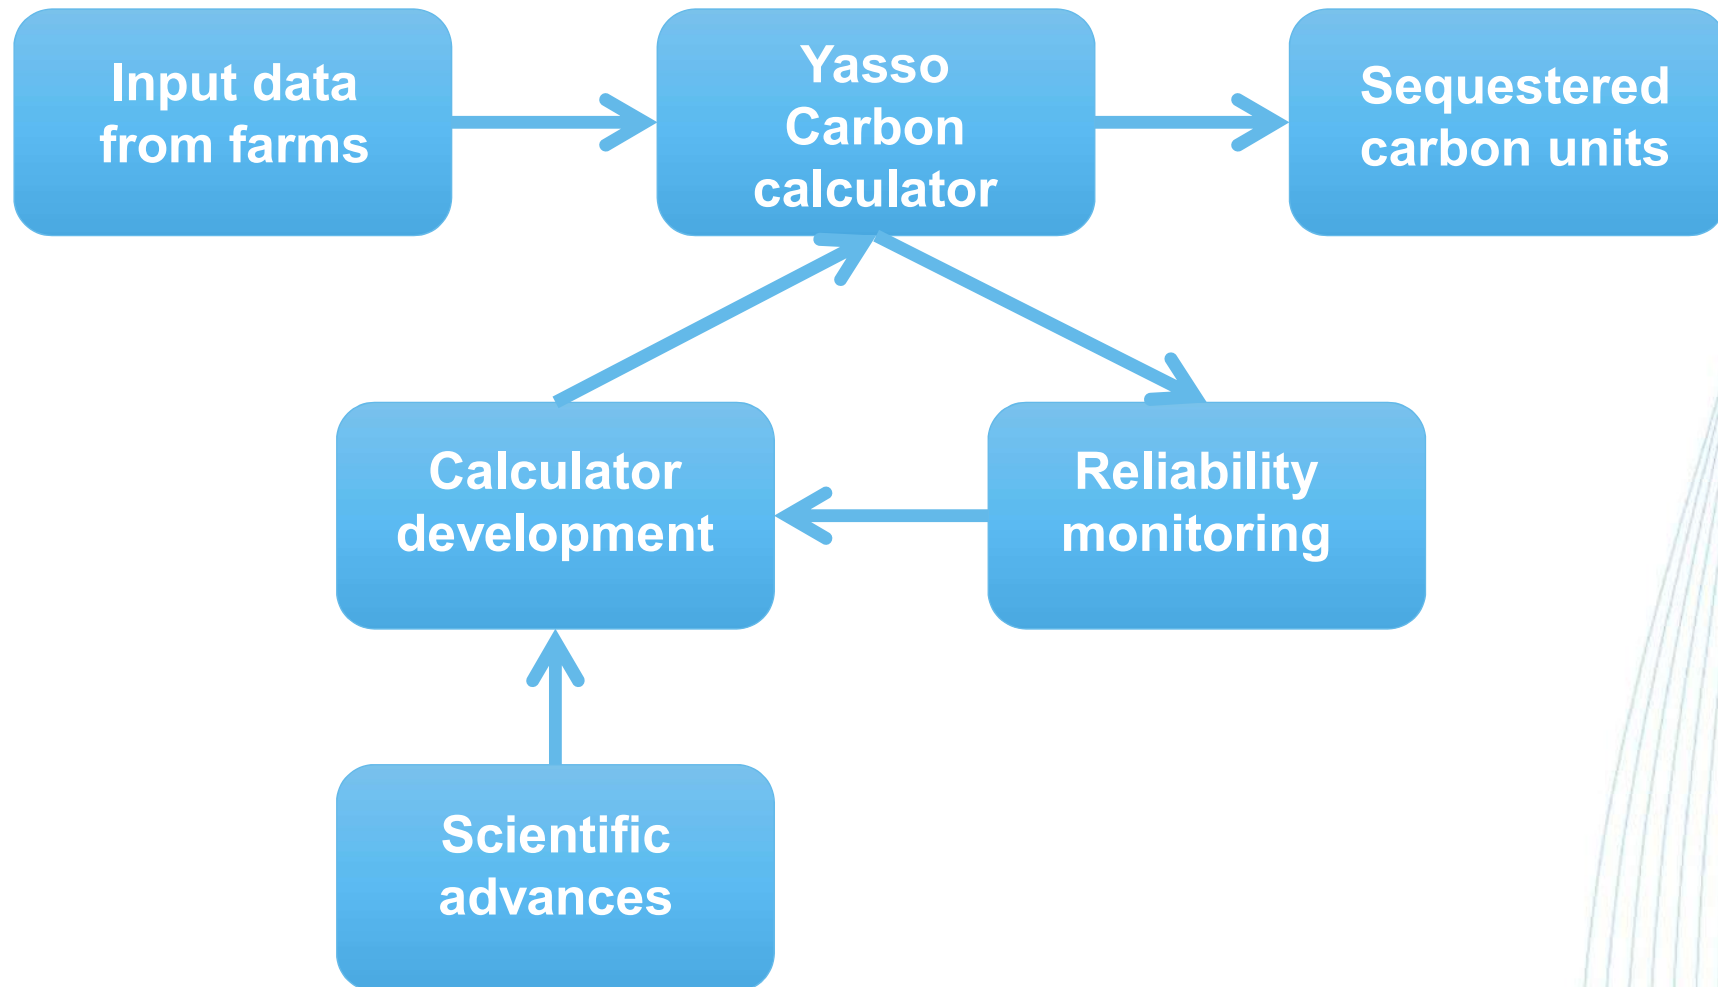 Input data
from farms
Yasso
Carbon
calculator
Sequestered
carbon units
Calculator
development
Reliability
monitoring
Scientific
advances